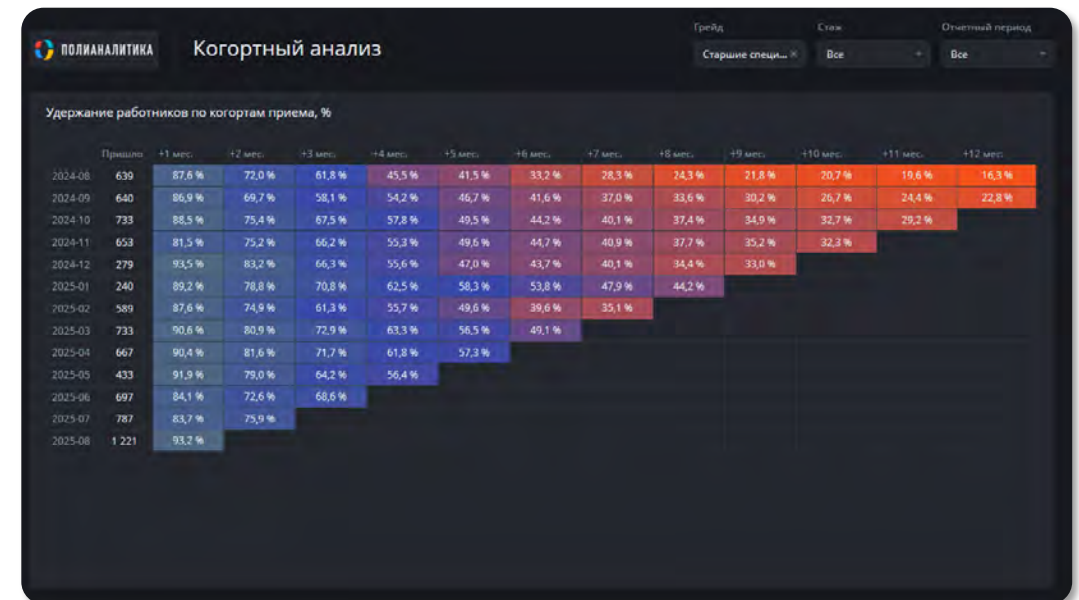 Грейд Стаж Отчетный период
ПОЛИАНАЛИТИКА Когортный анализ
Старшие специ... × Все Все
Удержание работников по когортам приема, %
Пришло +1 мес. +2 мес. +3 мес. +4 мес. +5 мес. +6 мес. +7 мес. +8 мес. +9 мес. +10 мес. +11 мес. +12 мес.
2024-08 639 87,6 % 72,0 % 61,8 % 45,5 % 41,5 % 33,2 % 28,3 % 24,3 % 21,8 % 20,7 % 19,6 % 16,3 %
2024-09 640 86,9 % 69,7 % 58,1 % 54,2 % 46,7 % 41,6 % 37,0 % 33,6 % 30,2 % 26,7 % 24,4 % 22,8 %
2024-10 733 88,5 % 75,4 % 67,5 % 57,8 % 49,5 % 44,2 % 40,1 % 37,4 % 34,9 % 32,7 % 29,2 %
2024-11 653 81,5 % 75,2 % 66,2 % 55,3 % 49,6 % 44,7 % 40,9 % 37,7 % 35,2 % 32,3 %
2024-12 279 93,5 % 83,2 % 66,3 % 55,6 % 47,0 % 43,7 % 40,1 % 34,4 % 33,0 %
2025-01 240 89,2 % 78,8 % 70,8 % 62,5 % 58,3 % 53,8 % 47,9 % 44,2 %
2025-02 589 87,6 % 74,9 % 61,3 % 55,7 % 49,6 % 39,6 % 35,1 %
2025-03 733 90,6 % 80,9 % 72,9 % 63,3 % 56,5 % 49,1 %
2025-04 667 90,4 % 81,6 % 71,7 % 61,8 % 57,3 %
2025-05 433 91,9 % 79,0 % 64,2 % 56,4 %
2025-06 697 84,1 % 72,6 % 68,6 %
2025-07 787 83,7 % 75,9 %
2025-08 1 221 93,2 %